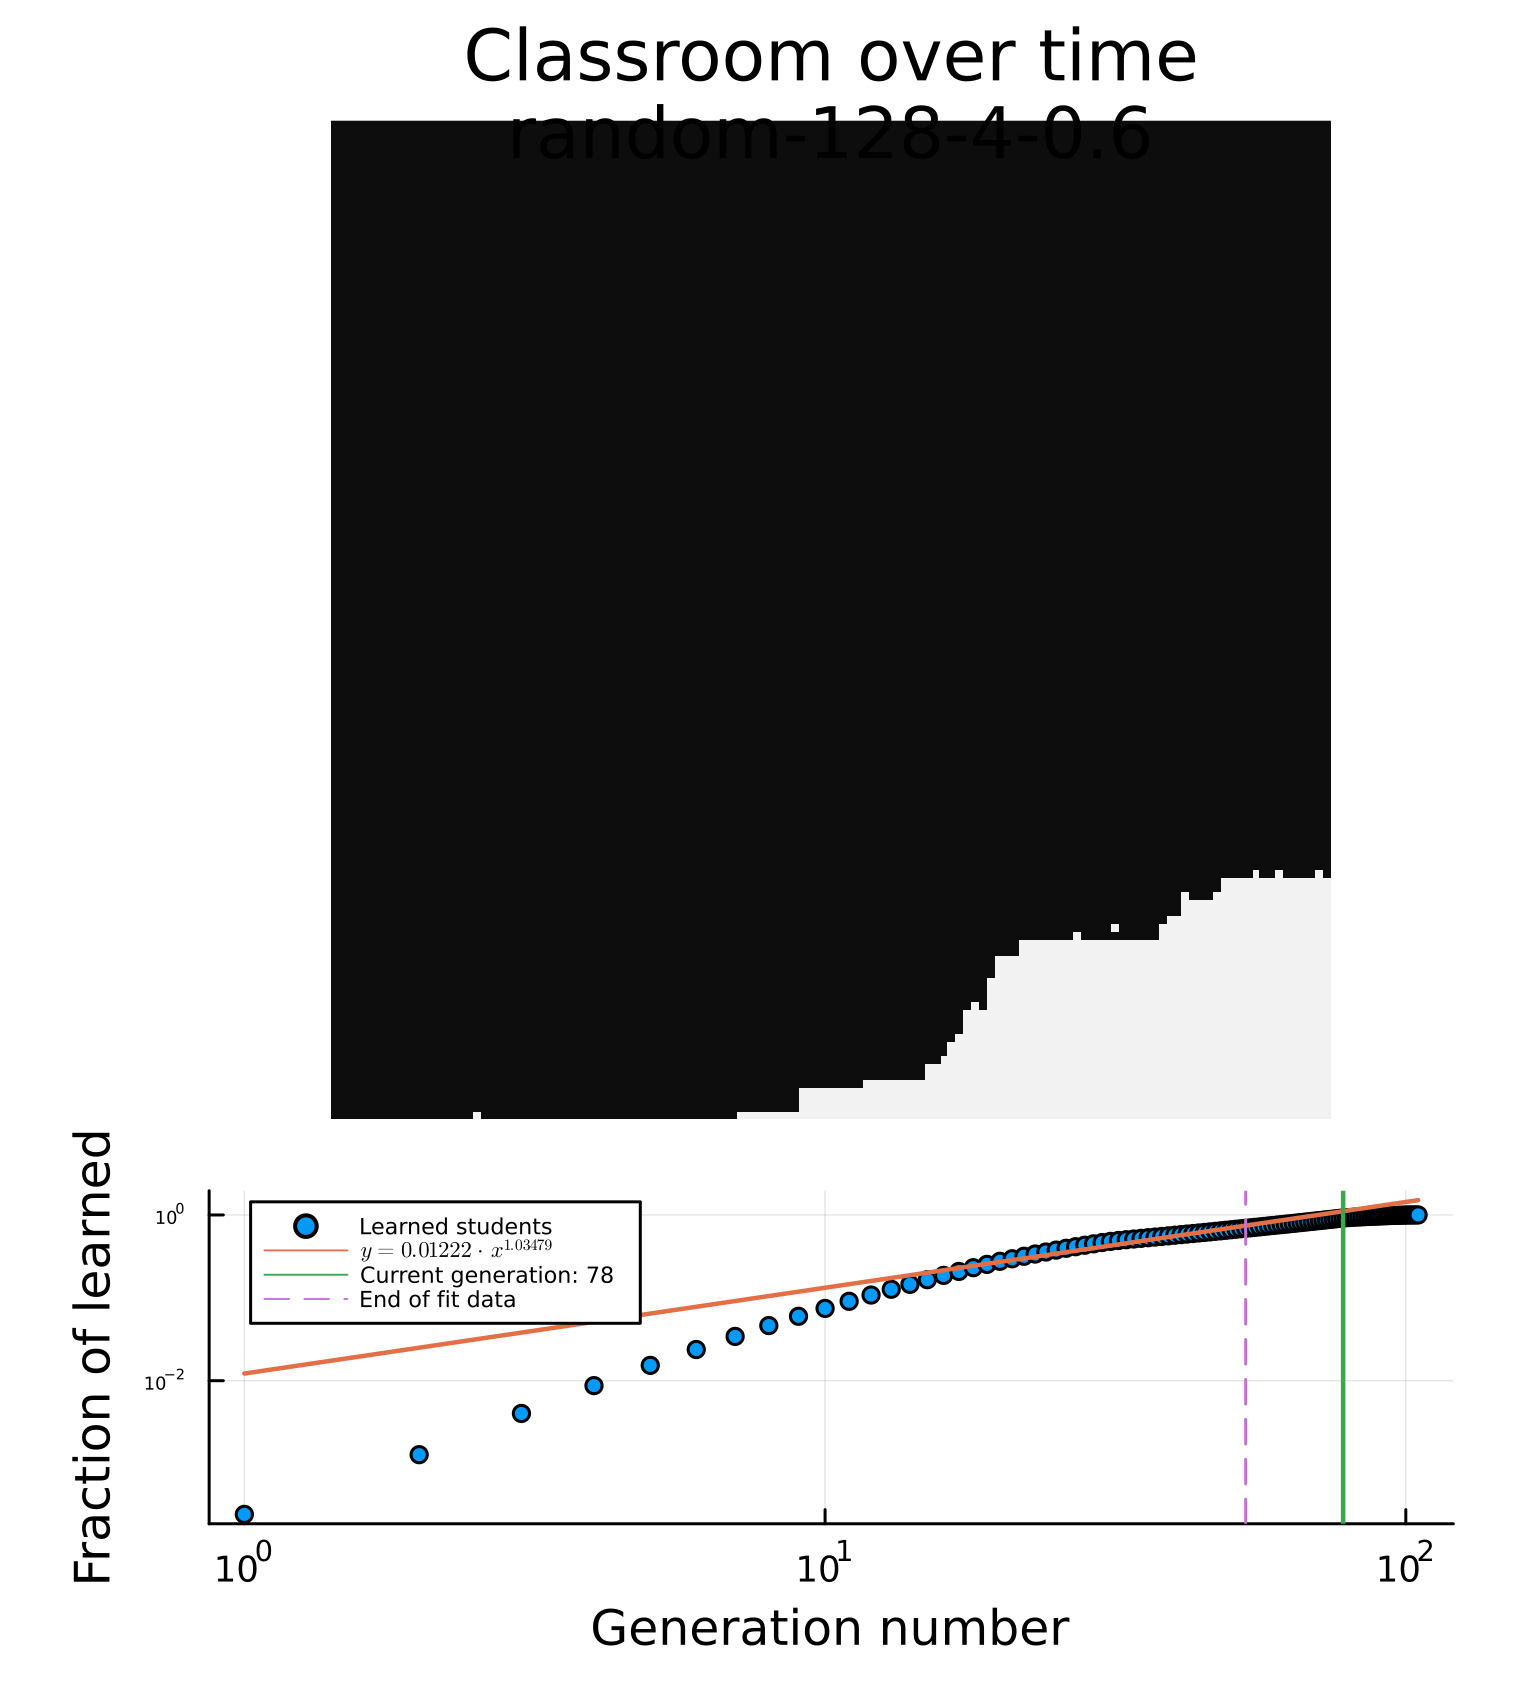 Classroom over time
random-128-4-0.6
Fraction of learned
10^0
10^-2
Learned students
y = 0.01222 · x^1.03479
Current generation: 78
End of fit data
10^0 10^1 10^2
Generation number